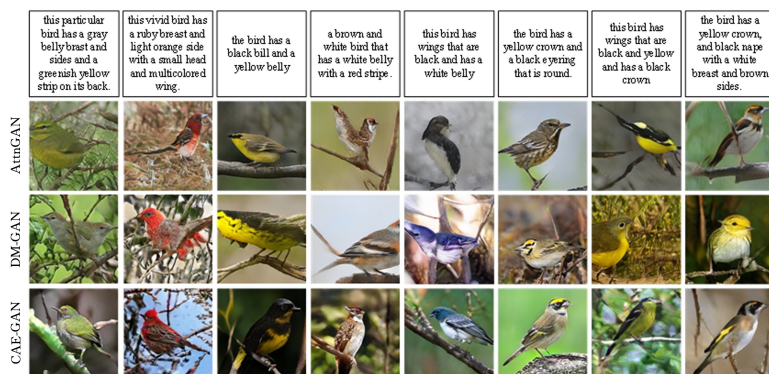 this particular
bird has a gray
belly brast and
sides and a
greenish yellow
strip on its back.
this vivid bird has
a ruby breast and
light orange side
with a small head
and multicolored
wing.
the bird has a
black bill and a
yellow belly
a brown and
white bird that
has a white belly
with a red stripe.
this bird has
wings that are
black and has a
white belly
the bird has a
yellow crown and
a black eyering
that is round.
this bird has
wings that are
black and yellow
and has a black
crown
the bird has a
yellow crown,
and black nape
with a white
breast and brown
sides.
AttnGAN
DM-GAN
CAE-GAN